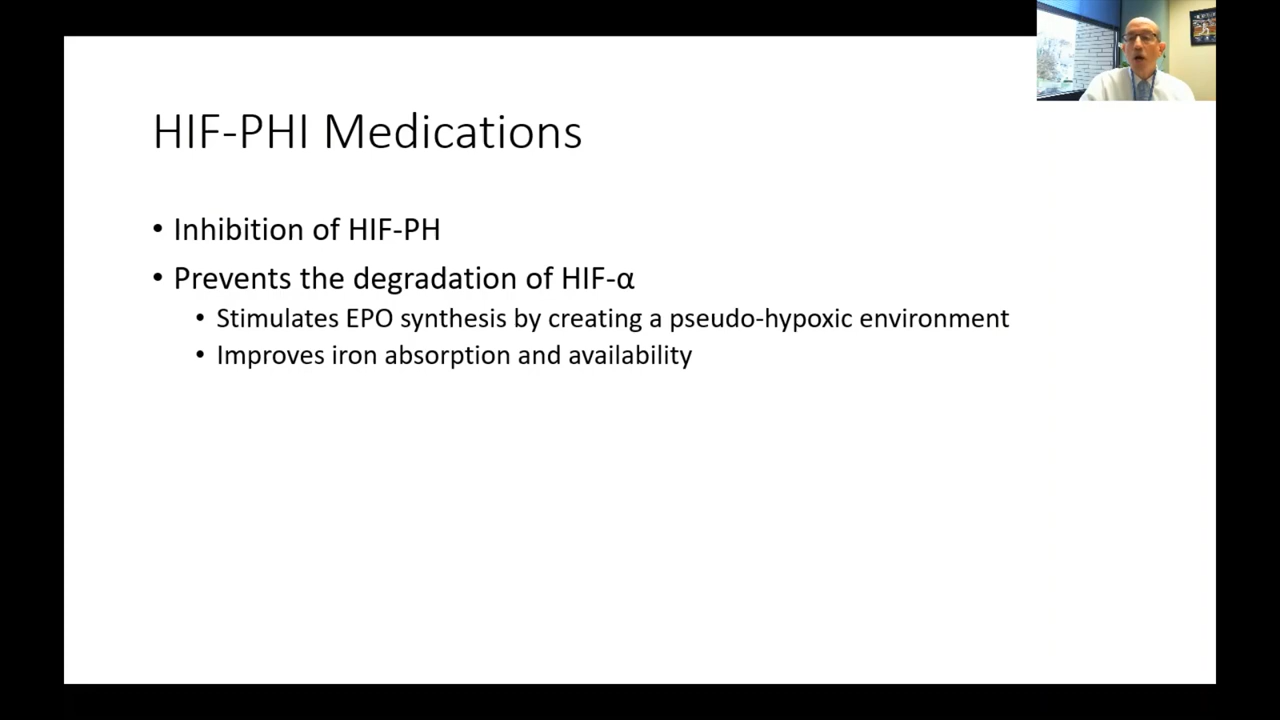 HIF-PHI Medications
• Inhibition of HIF-PH
• Prevents the degradation of HIF-α
• Stimulates EPO synthesis by creating a pseudo-hypoxic environment
• Improves iron absorption and availability